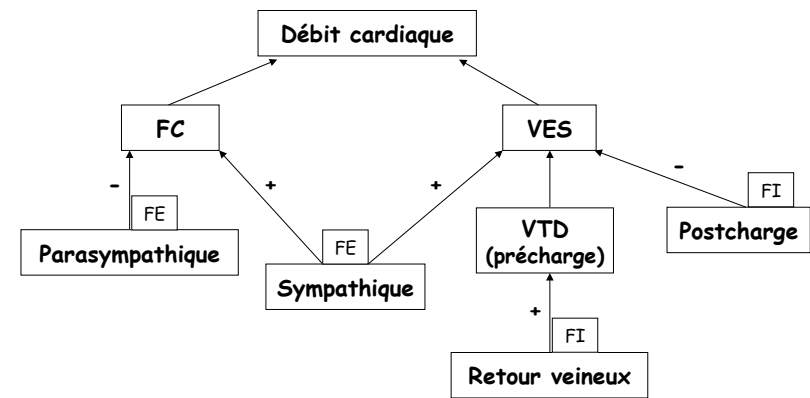 Débit cardiaque
FC
VES
-
+
+
-
FE
FI
Parasympathique
FE
VTD
(précharge)
Postcharge
Sympathique
+
FI
Retour veineux